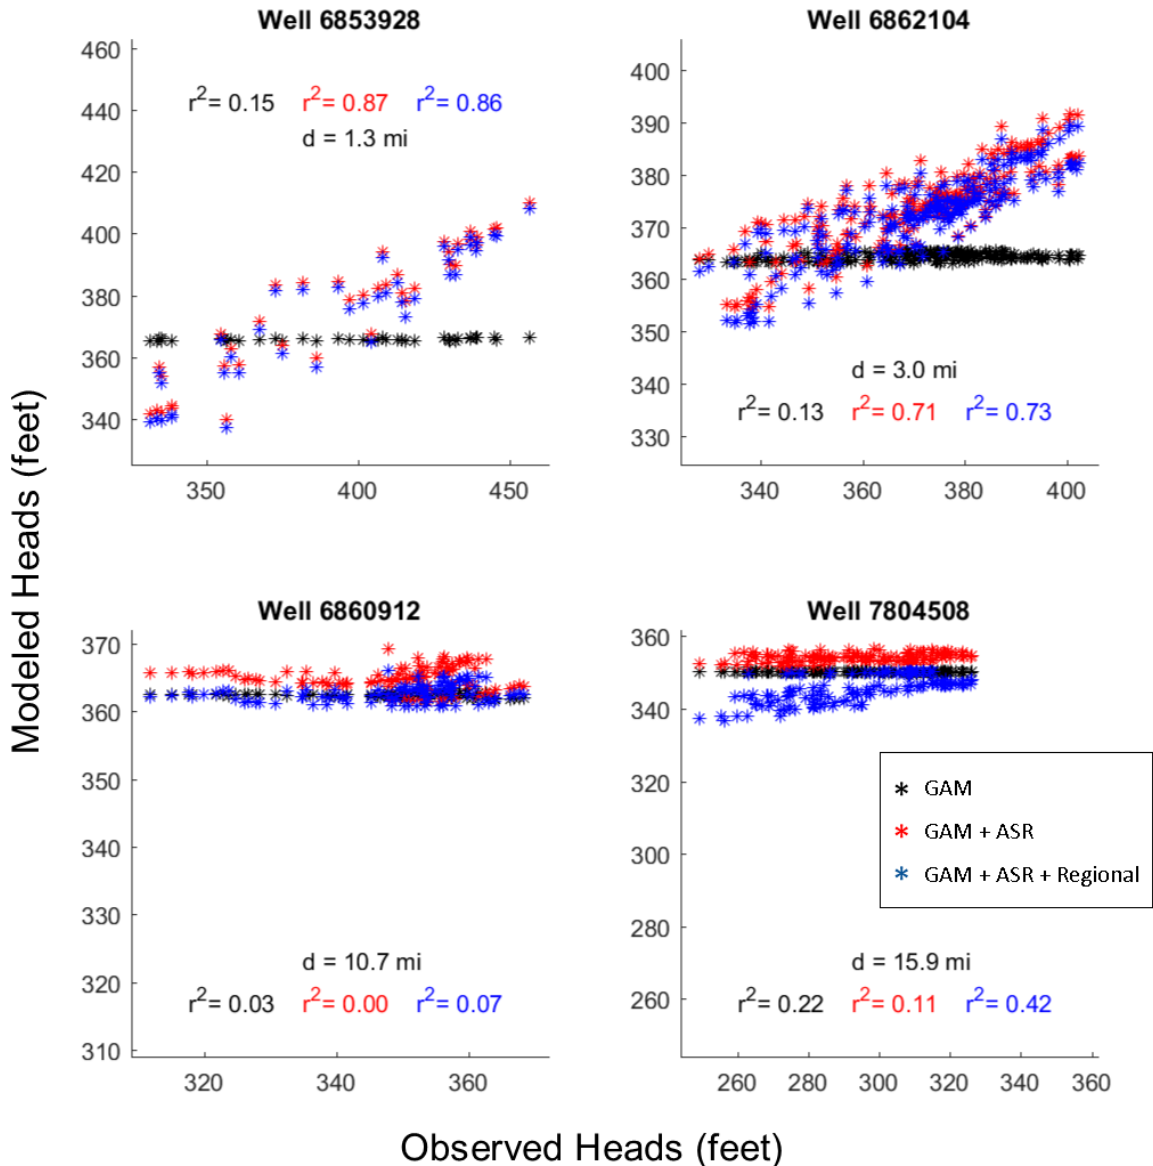 Well 6853928
460
440
420
400
380
360
340
r2= 0.15 r2= 0.87 r2= 0.86
d = 1.3 mi
350 400 450
Well 6862104
400
390
380
370
360
350
340
330
d = 3.0 mi
r2= 0.13 r2= 0.71 r2= 0.73
340 360 380 400
Modeled Heads (feet)
Well 6860912
370
360
350
340
330
320
310
d = 10.7 mi
r2= 0.03 r2= 0.00 r2= 0.07
320 340 360
Well 7804508
360
340
320
300
280
260
GAM
GAM + ASR
GAM + ASR + Regional
d = 15.9 mi
r2= 0.22 r2= 0.11 r2= 0.42
260 280 300 320 340 360
Observed Heads (feet)